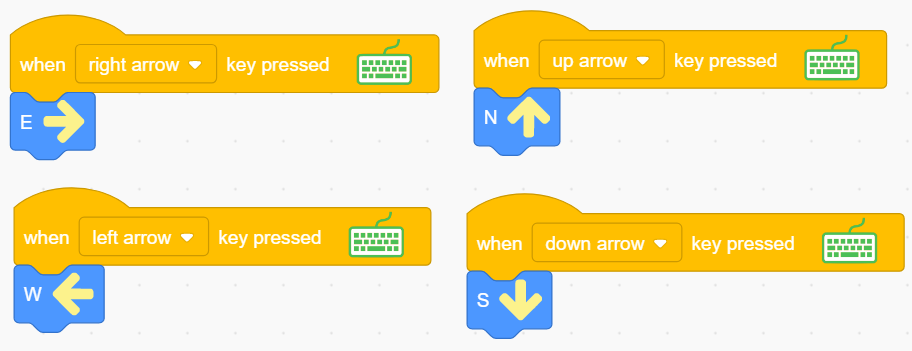 when right arrow key pressed
E
when up arrow key pressed
N
when left arrow key pressed
W
when down arrow key pressed
S